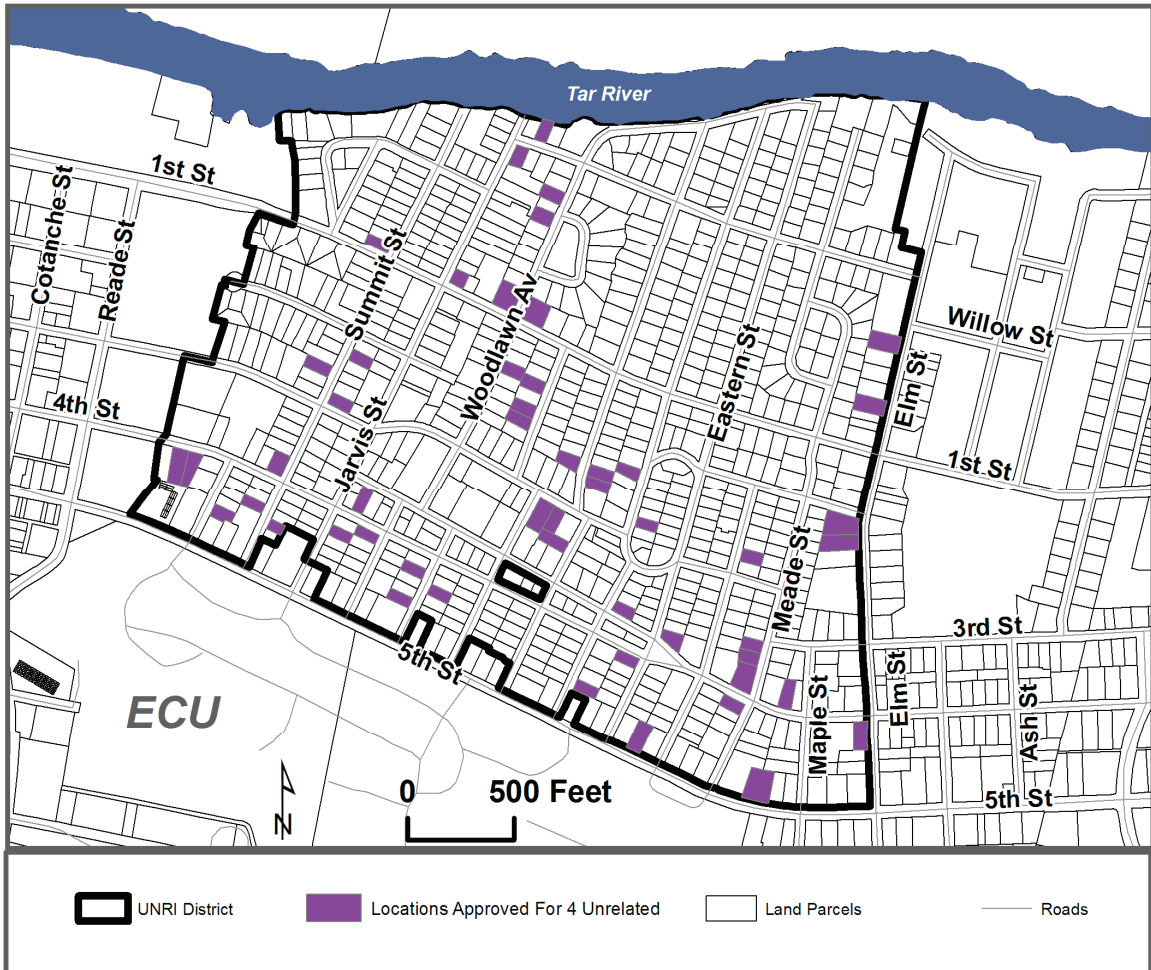 Tar River
1st St
Cotanche St
Reade St
Summit St
Woodlawn Av
Willow St
Eastern St
Elm St
4th St
Jarvis St
1st St
Meade St
3rd St
5th St
ECU
Maple St
Elm St
Ash St
0 500 Feet
5th St
N
UNRI District
Locations Approved For 4 Unrelated
Land Parcels
Roads